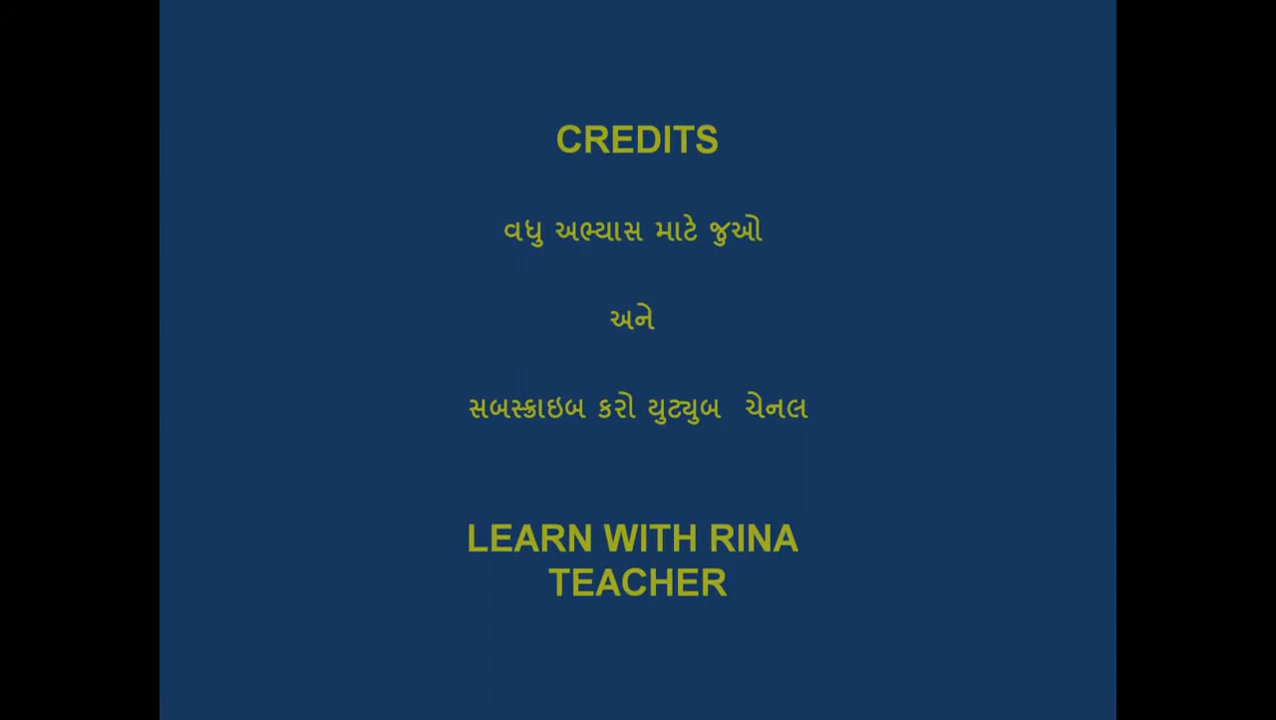 CREDITS
વધુ અભ્યાસ માટે જુઓ
અને
સબસ્ક્રાઇબ કરો યુટ્યુબ ચેનલ
LEARN WITH RINA
TEACHER